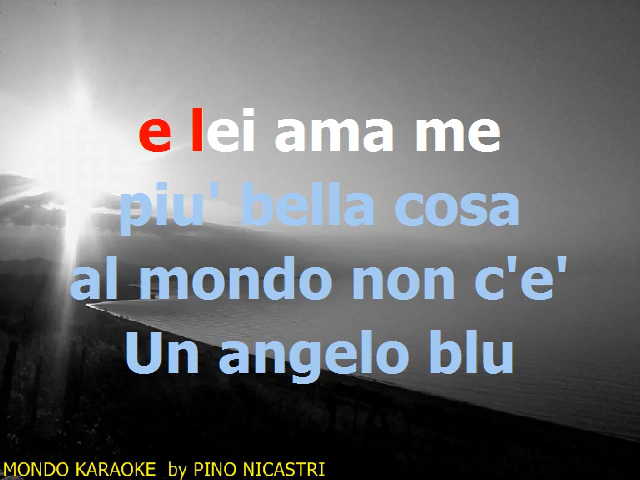 e lei ama me
piu' bella cosa
al mondo non c'e'
Un angelo blu
MONDO KARAOKE by PINO NICASTRI